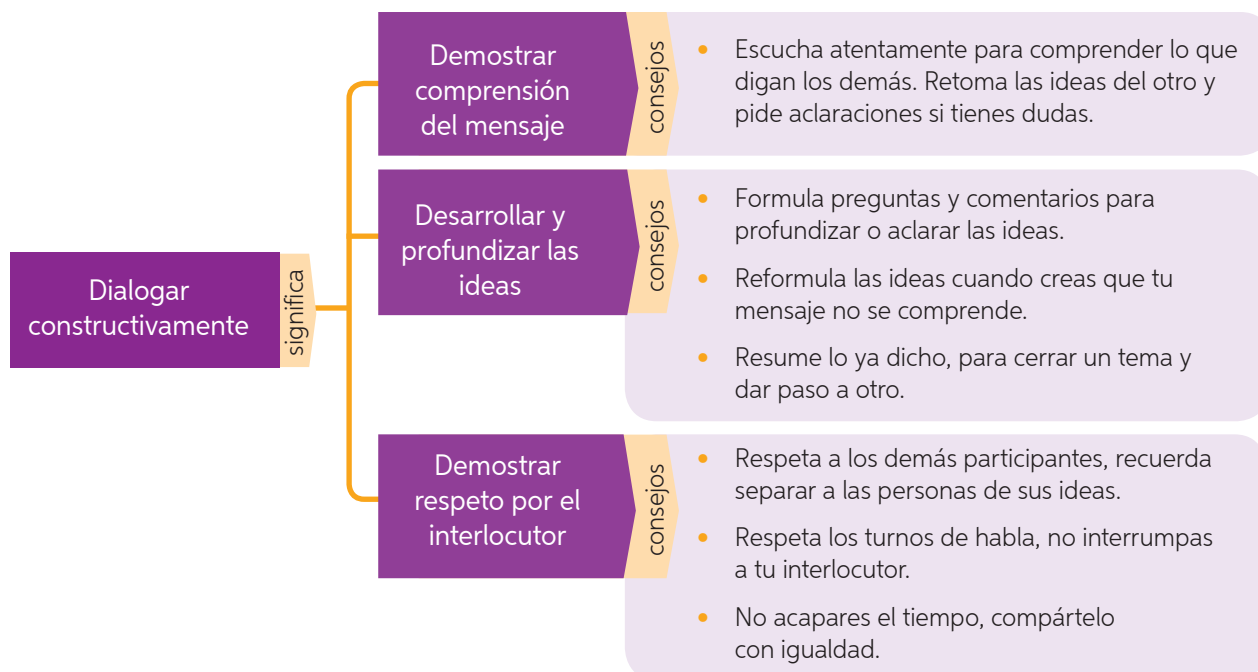 Dialogar
constructivamente
significa
Demostrar
comprensión
del mensaje
consejos
• Escucha atentamente para comprender lo que
digan los demás. Retoma las ideas del otro y
pide aclaraciones si tienes dudas.
Desarrollar y
profundizar las
ideas
consejos
• Formula preguntas y comentarios para
profundizar o aclarar las ideas.
• Reformula las ideas cuando creas que tu
mensaje no se comprende.
• Resume lo ya dicho, para cerrar un tema y
dar paso a otro.
Demostrar
respeto por el
interlocutor
consejos
• Respeta a los demás participantes, recuerda
separar a las personas de sus ideas.
• Respeta los turnos de habla, no interrumpas
a tu interlocutor.
• No acapares el tiempo, compártelo
con igualdad.